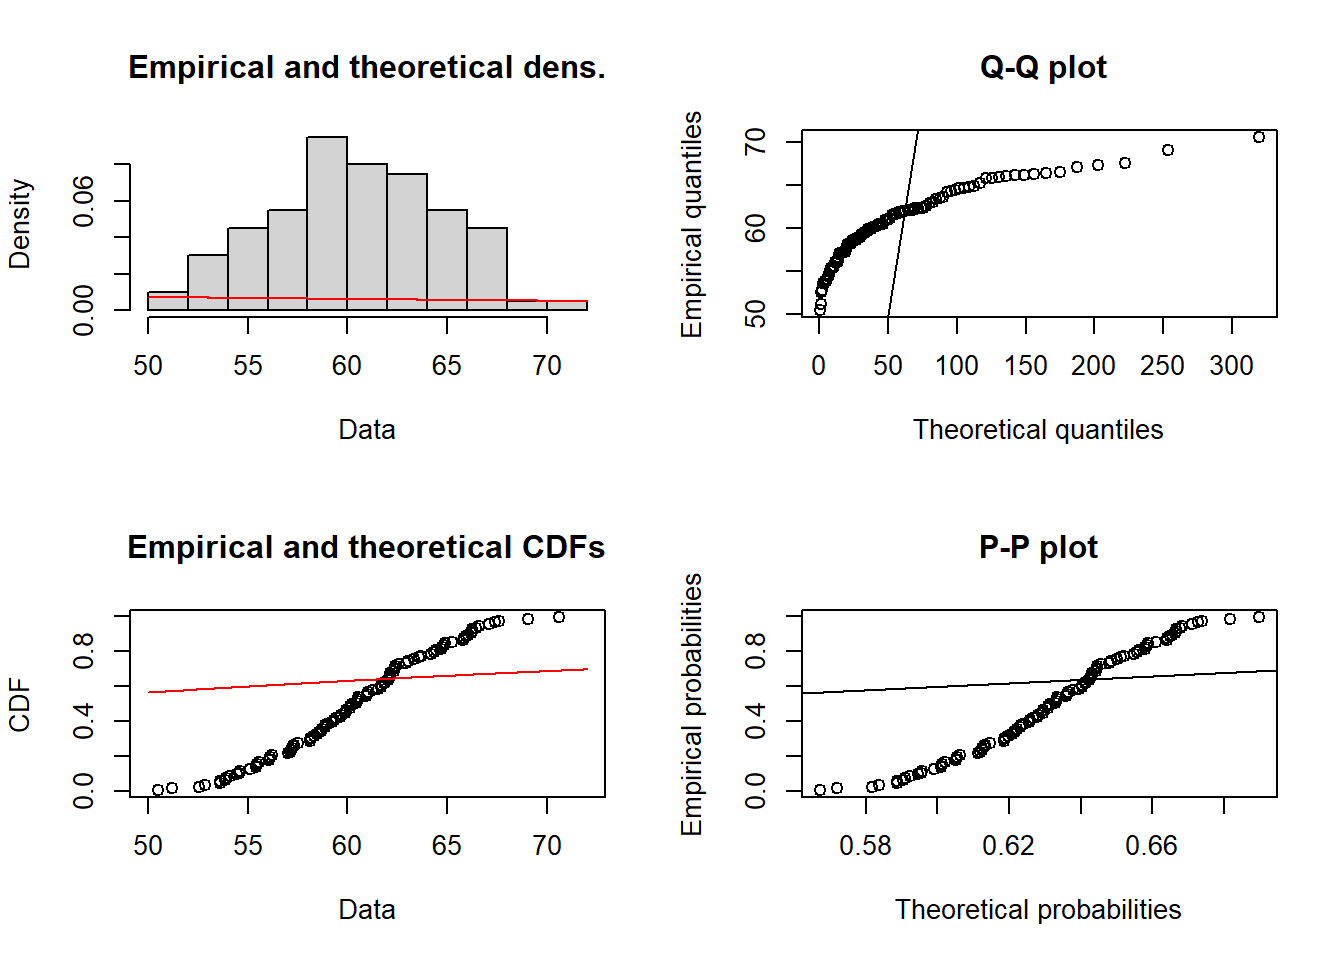 Empirical and theoretical dens.
Density
0.00 0.06
50 55 60 65 70
Data
Q-Q plot
Empirical quantiles
50 60 70
0 50 100 150 200 250 300
Theoretical quantiles
Empirical and theoretical CDFs
CDF
0.0 0.4 0.8
50 55 60 65 70
Data
P-P plot
Empirical probabilities
0.0 0.4 0.8
0.58 0.62 0.66
Theoretical probabilities